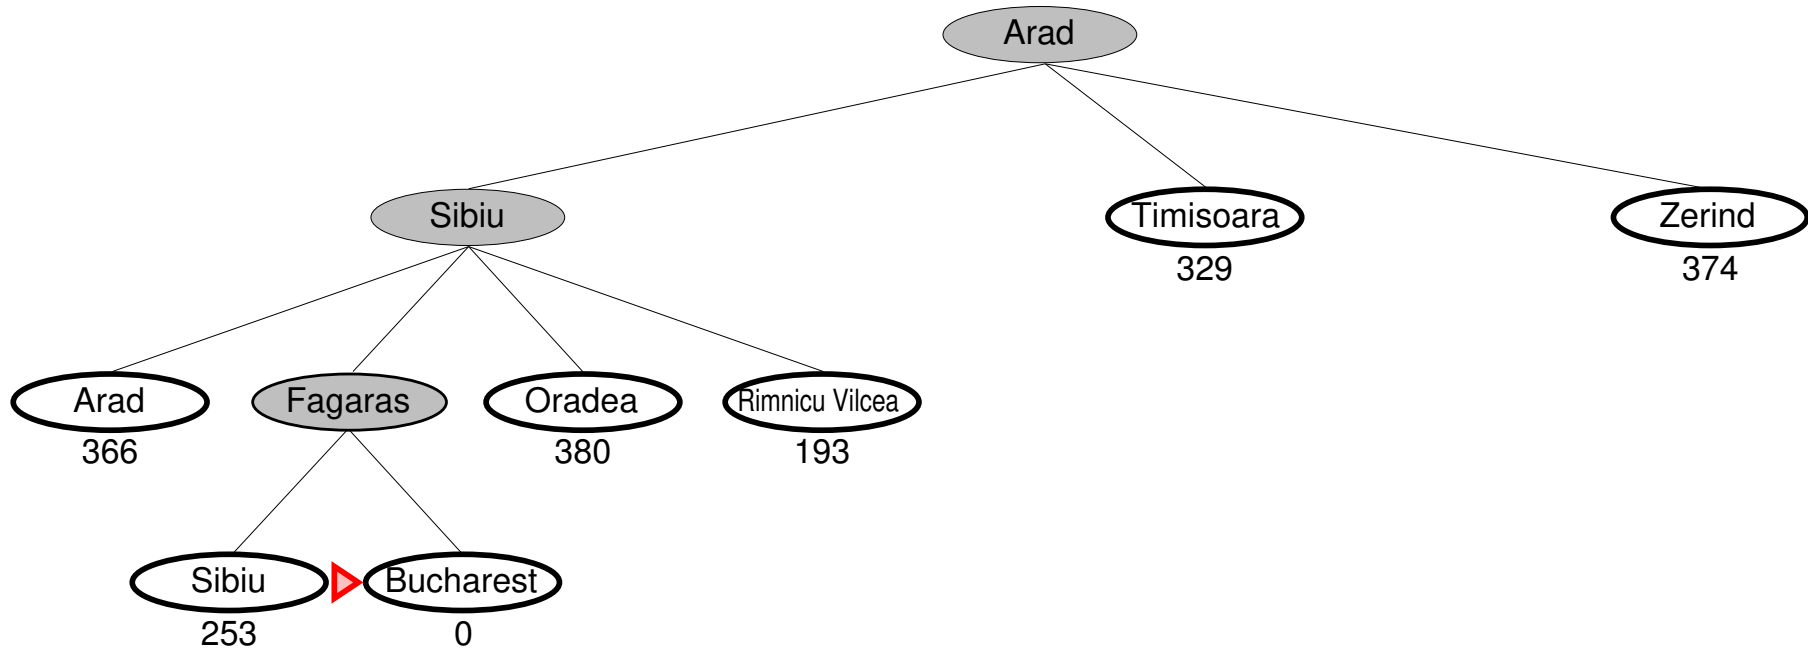 Arad
Sibiu
Timisoara
Zerind
329
374
Arad
Fagaras
Oradea
Rimnicu Vilcea
366
380
193
Sibiu
Bucharest
253
0